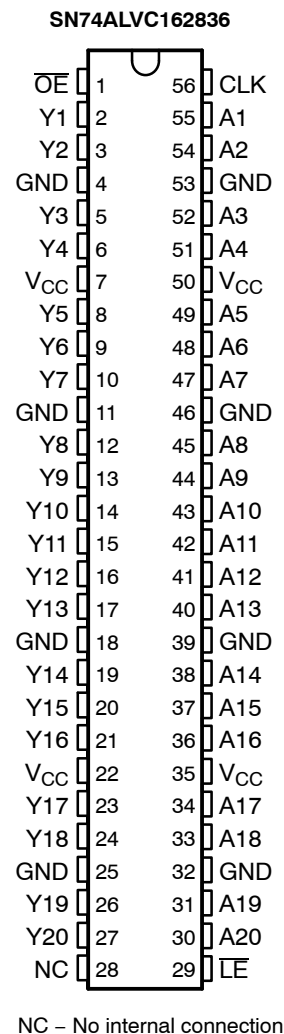 SN74ALVC162836
O̅E̅ 1 56 CLK
Y1 2 55 A1
Y2 3 54 A2
GND 4 53 GND
Y3 5 52 A3
Y4 6 51 A4
VCC 7 50 VCC
Y5 8 49 A5
Y6 9 48 A6
Y7 10 47 A7
GND 11 46 GND
Y8 12 45 A8
Y9 13 44 A9
Y10 14 43 A10
Y11 15 42 A11
Y12 16 41 A12
Y13 17 40 A13
GND 18 39 GND
Y14 19 38 A14
Y15 20 37 A15
Y16 21 36 A16
VCC 22 35 VCC
Y17 23 34 A17
Y18 24 33 A18
GND 25 32 GND
Y19 26 31 A19
Y20 27 30 A20
NC 28 29 L̅E̅
NC – No internal connection